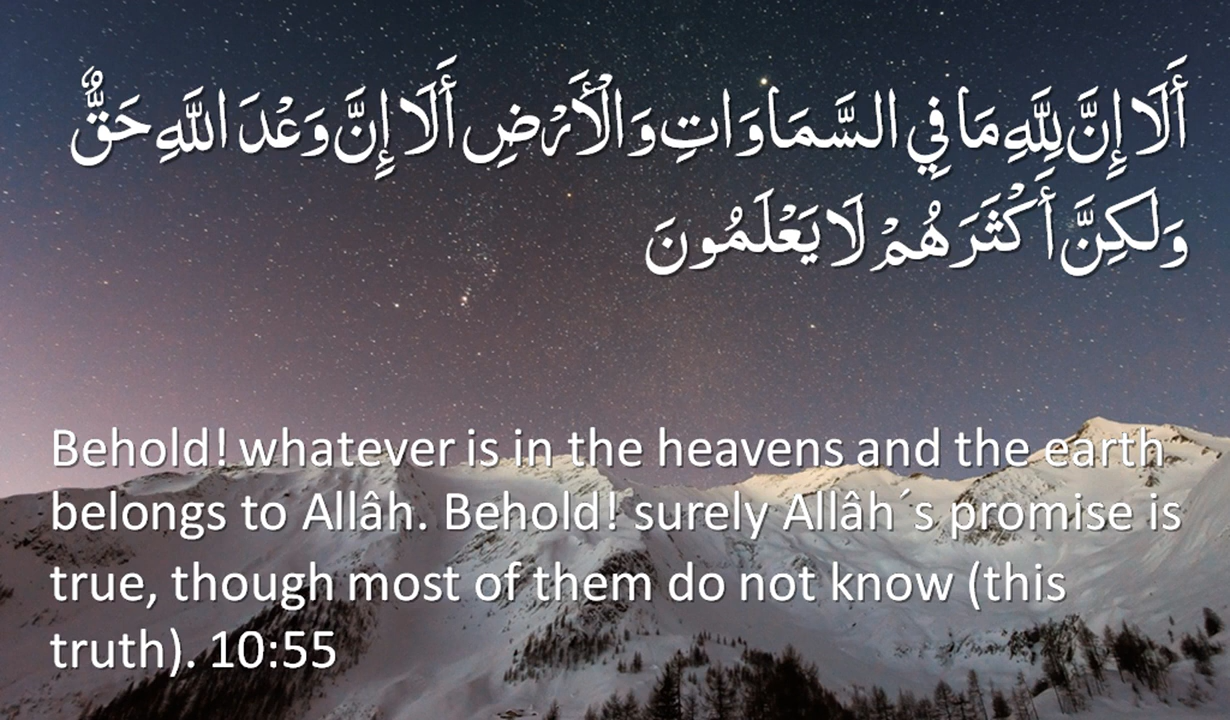 أَلَا إِنَّ لِلَّهِ مَا فِي السَّمَاوَاتِ وَالْأَرْضِ أَلَا إِنَّ وَعْدَ اللَّهِ حَقٌّ
وَلَكِنَّ أَكْثَرَهُمْ لَا يَعْلَمُونَ
Behold! whatever is in the heavens and the earth
belongs to Allâh. Behold! surely Allâh´s promise is
true, though most of them do not know (this
truth). 10:55